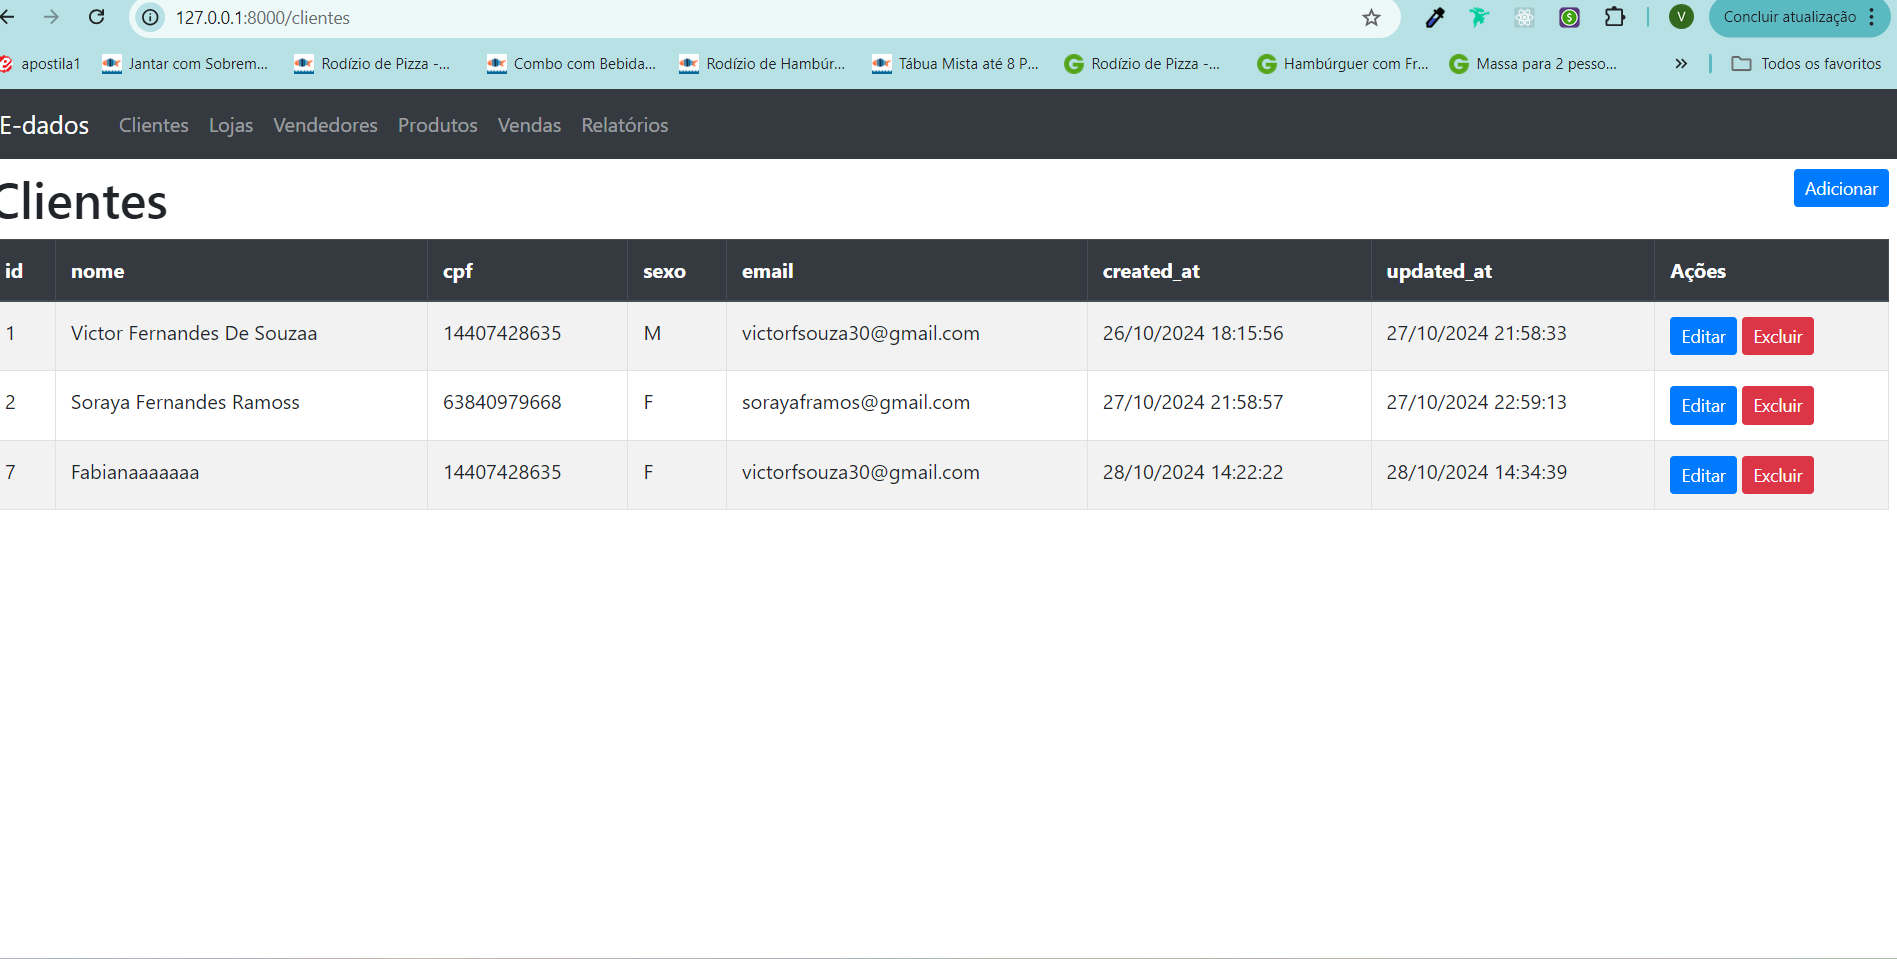 127.0.0.1:8000/clientes
Concluir atualização
apostila1 Jantar com Sobrem... Rodízio de Pizza -... Combo com Bebida... Rodízio de Hambúr... Tábua Mista até 8 P... Rodízio de Pizza -... Hambúrguer com Fr... Massa para 2 pesso... » Todos os favoritos
E-dados Clientes Lojas Vendedores Produtos Vendas Relatórios
Clientes Adicionar
id nome cpf sexo email created_at updated_at Ações
1 Victor Fernandes De Souzaa 14407428635 M victorfsouza30@gmail.com 26/10/2024 18:15:56 27/10/2024 21:58:33 Editar Excluir
2 Soraya Fernandes Ramoss 63840979668 F sorayaframos@gmail.com 27/10/2024 21:58:57 27/10/2024 22:59:13 Editar Excluir
7 Fabianaaaaaaa 14407428635 F victorfsouza30@gmail.com 28/10/2024 14:22:22 28/10/2024 14:34:39 Editar Excluir